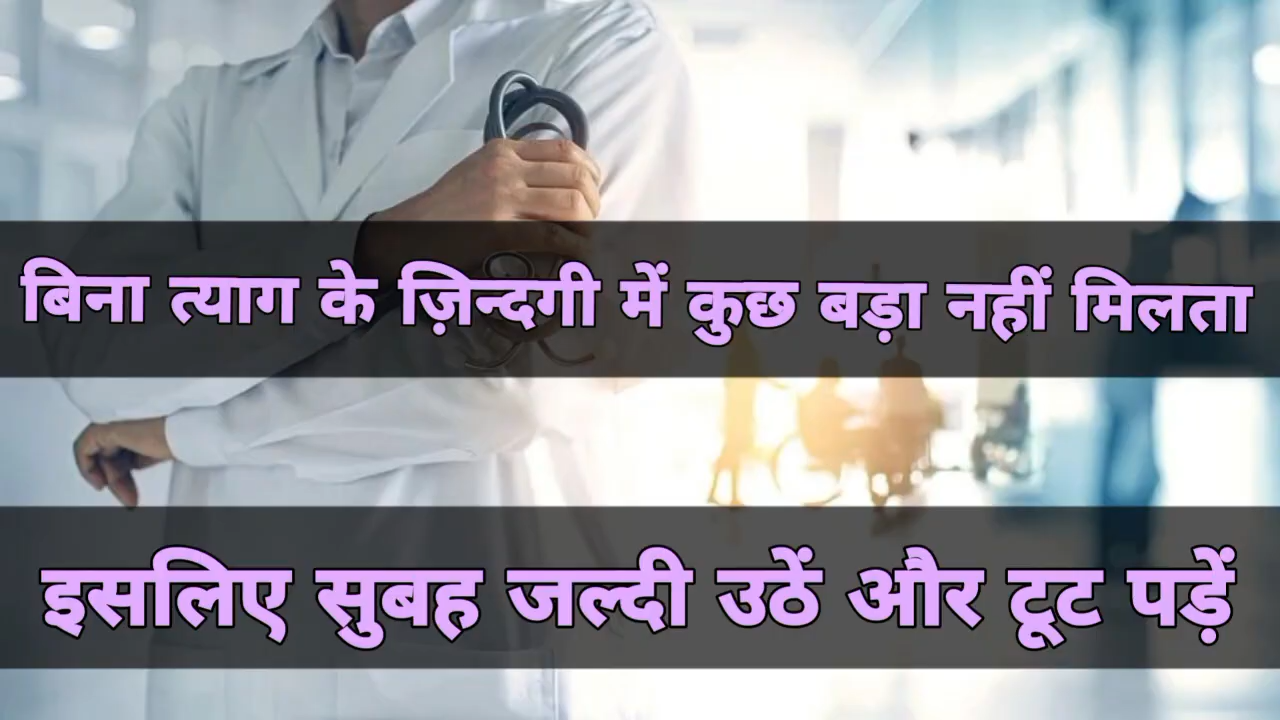 बिना त्याग के ज़िन्दगी में कुछ बड़ा नहीं मिलता
इसलिए सुबह जल्दी उठें और टूट पड़ें